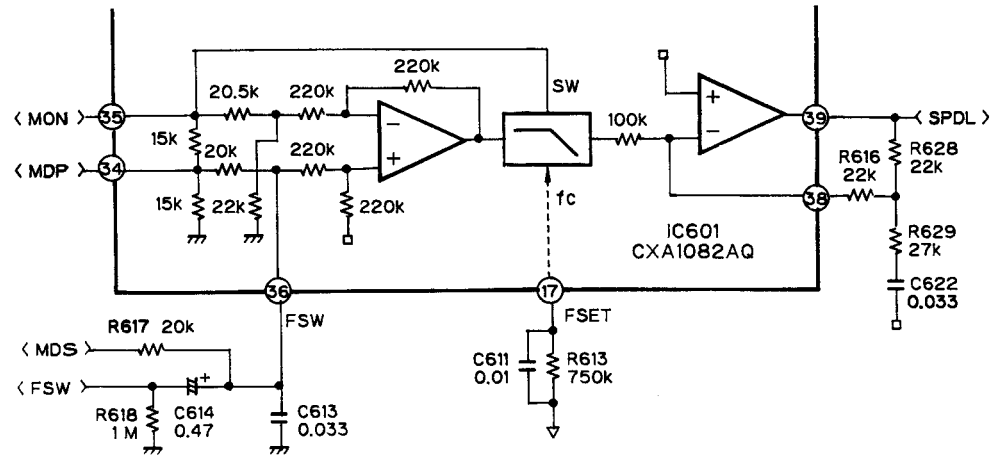 220k
SW
20.5k
220k
+
−
⟨ MON ⟩
35
−
100k
39
⟨ SPDL ⟩
15k
20k
220k
+
R616
22k
R628
22k
⟨ MDP ⟩
34
fc
38
15k
22k
220k
IC601
CXA1082AQ
R629
27k
36
17
C622
0.033
FSW
FSET
R617 20k
⟨ MDS ⟩
C611
0.01
R613
750k
⟨ FSW ⟩
+
R618
1M
C614
0.47
C613
0.033